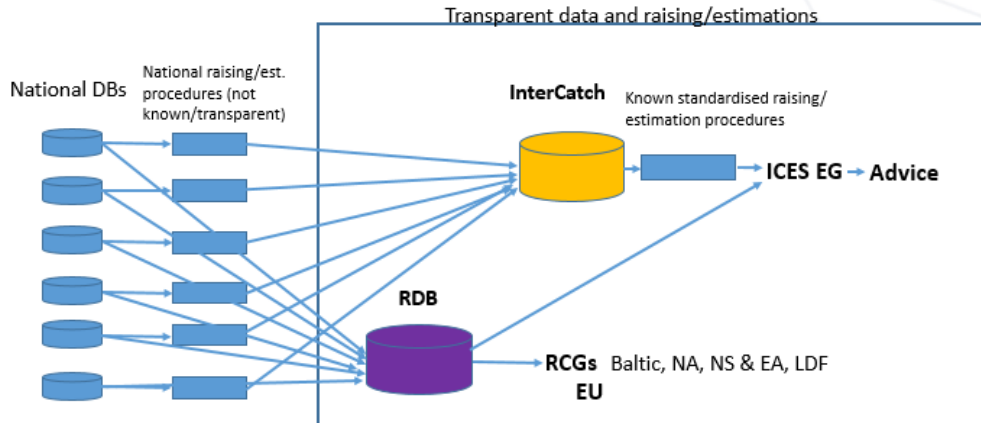 Transparent data and raising/estimations
National DBs
National raising/est.
procedures (not
known/transparent)
InterCatch
Known standardised raising/
estimation procedures
ICES EG
Advice
RDB
RCGs Baltic, NA, NS & EA, LDF
EU